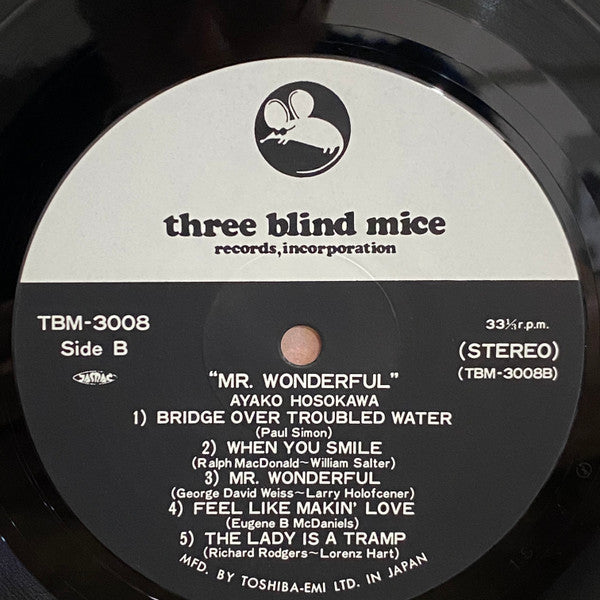 three blind mice
records, incorporation
TBM-3008
33⅓r.p.m.
Side B
(STEREO)
JASRAC
(TBM-3008B)
"MR. WONDERFUL"
AYAKO HOSOKAWA
1) BRIDGE OVER TROUBLED WATER
(Paul Simon)
2) WHEN YOU SMILE
(Ralph MacDonald~William Salter)
3) MR. WONDERFUL
(George David Weiss~Larry Holofcener)
4) FEEL LIKE MAKIN' LOVE
(Eugene B McDaniels)
5) THE LADY IS A TRAMP
(Richard Rodgers~Lorenz Hart)
MFD. BY TOSHIBA-EMI LTD. IN JAPAN